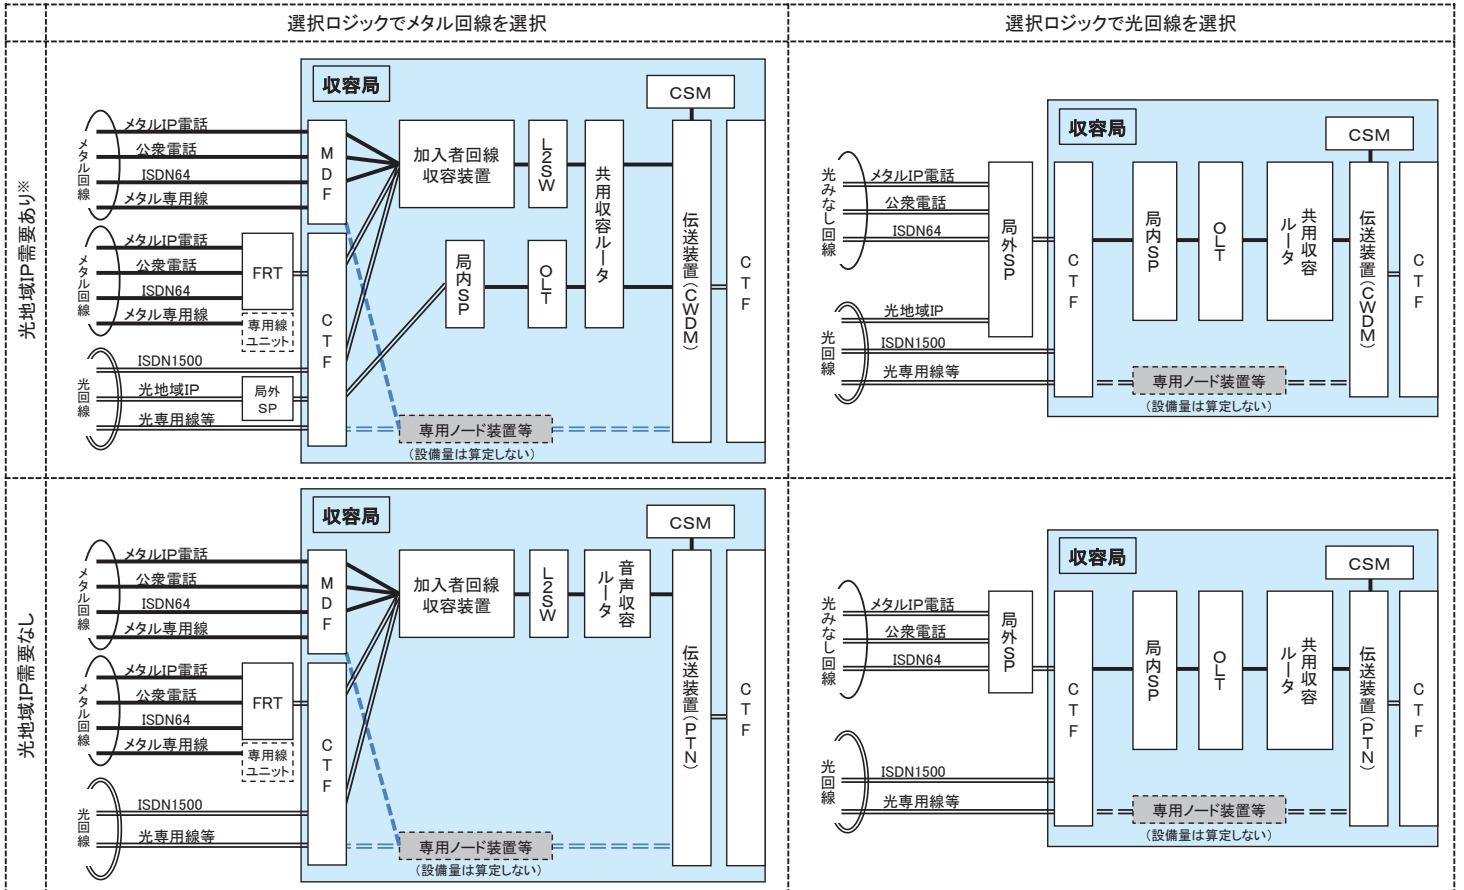 選択ロジックでメタル回線を選択
選択ロジックで光回線を選択
光地域IP需要あり※
収容局
CSM
メタル回線
メタルIP電話
公衆電話
ISDN64
メタル専用線
MDF
加入者回線
収容装置
L2SW
共用収容ルータ
伝送装置(CWDM)
CTF
メタル回線
メタルIP電話
公衆電話
ISDN64
メタル専用線
FRT
専用線
ユニット
CTF
局内SP
OLT
光回線
ISDN1500
光地域IP
光専用線等
局外
SP
専用ノード装置等
(設備量は算定しない)
収容局
CSM
光みなし回線
メタルIP電話
公衆電話
ISDN64
局外SP
CTF
局内SP
OLT
共用収容
ルータ
伝送装置(CWDM)
CTF
光回線
光地域IP
ISDN1500
光専用線等
専用ノード装置等
(設備量は算定しない)
光地域IP需要なし
収容局
CSM
メタル回線
メタルIP電話
公衆電話
ISDN64
メタル専用線
MDF
加入者回線
収容装置
L2SW
音声収容
ルータ
伝送装置(PTN)
CTF
メタル回線
メタルIP電話
公衆電話
ISDN64
メタル専用線
FRT
専用線
ユニット
CTF
光回線
ISDN1500
光専用線等
専用ノード装置等
(設備量は算定しない)
収容局
CSM
光みなし回線
メタルIP電話
公衆電話
ISDN64
局外SP
CTF
局内SP
OLT
共用収容
ルータ
伝送装置(PTN)
CTF
光回線
ISDN1500
光専用線等
専用ノード装置等
(設備量は算定しない)